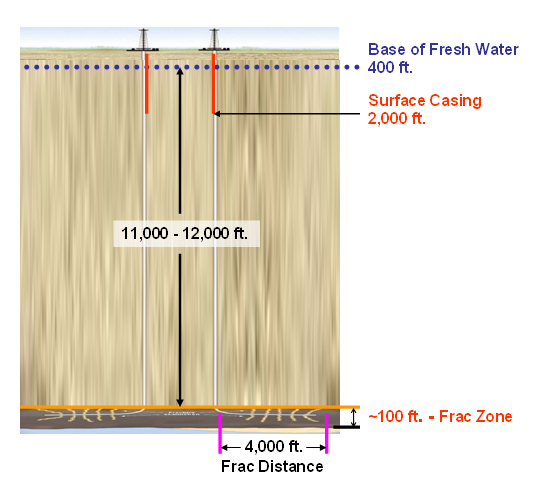 Base of Fresh Water
400 ft.
Surface Casing
2,000 ft.
11,000 - 12,000 ft.
~100 ft. - Frac Zone
4,000 ft.
Frac Distance